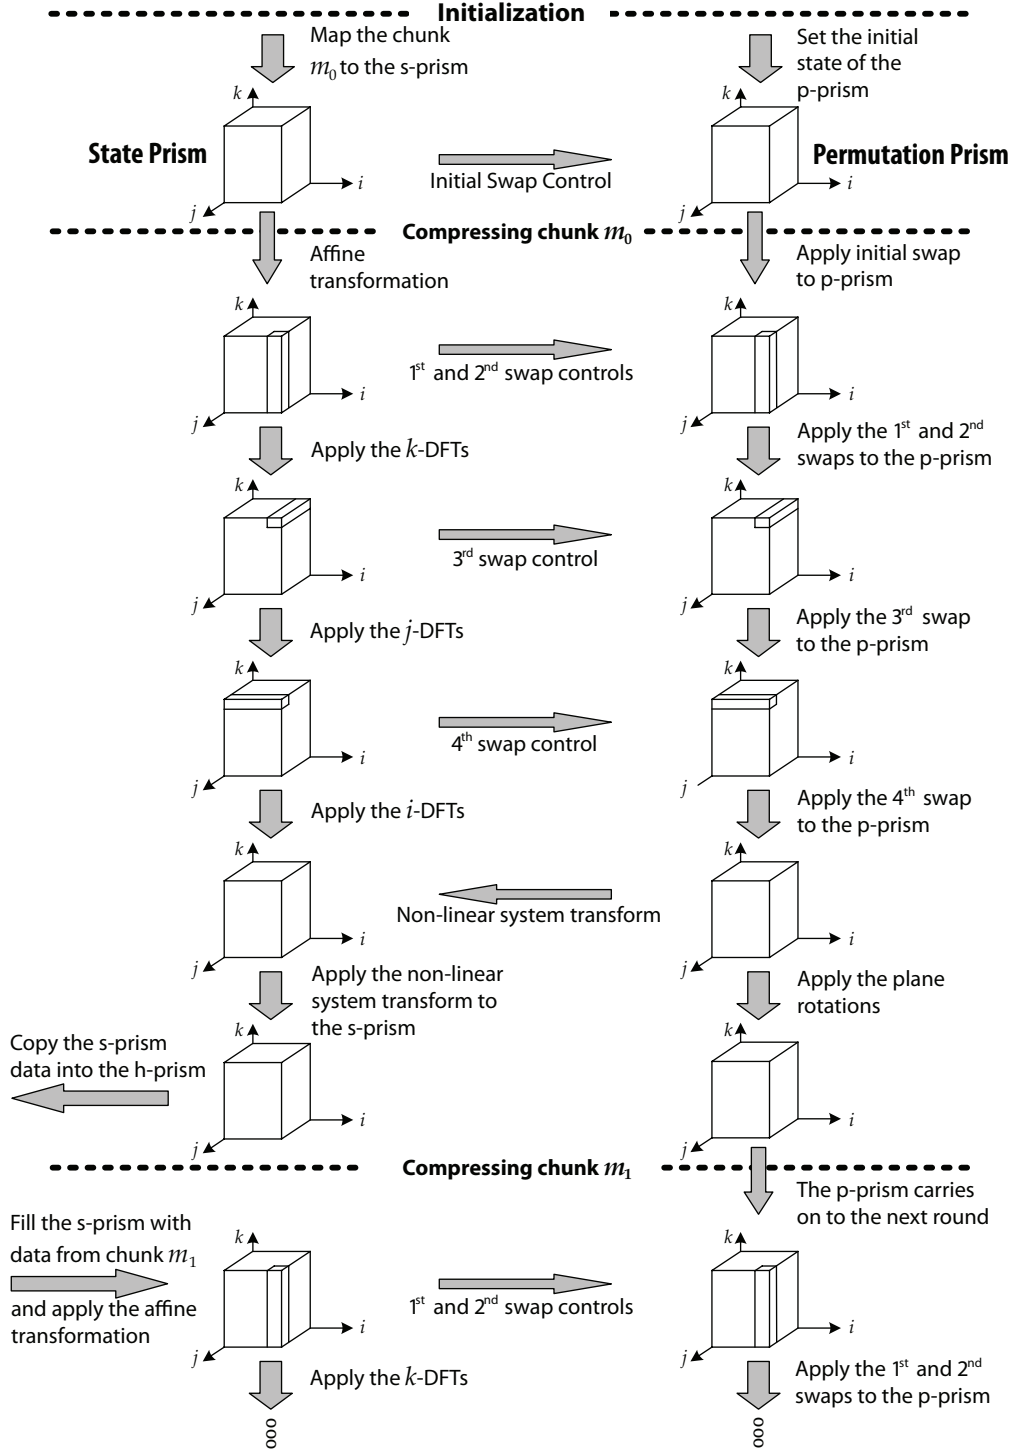 Initialization
Map the chunk
m₀ to the s-prism
Set the initial
state of the
p-prism
k
k
State Prism
Permutation Prism
i
i
Initial Swap Control
j
j
Compressing chunk m₀
Affine
transformation
Apply initial swap
to p-prism
k
k
1st and 2nd swap controls
i
i
j
j
Apply the k-DFTs
Apply the 1st and 2nd
swaps to the p-prism
k
k
3rd swap control
i
i
j
j
Apply the j-DFTs
Apply the 3rd swap
to the p-prism
k
k
4th swap control
i
i
j
j
Apply the i-DFTs
Apply the 4th swap
to the p-prism
k
k
Non-linear system transform
i
i
j
j
Apply the non-linear
system transform to
the s-prism
Apply the plane
rotations
k
k
Copy the s-prism
data into the h-prism
i
i
j
j
Compressing chunk m₁
The p-prism carries
on to the next round
Fill the s-prism with
data from chunk m₁
and apply the affine
transformation
k
k
1st and 2nd swap controls
i
i
j
j
Apply the k-DFTs
Apply the 1st and 2nd
swaps to the p-prism
ooo
ooo